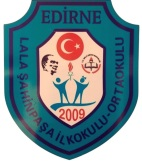 EDİRNE
LALA ŞAHİNPAŞA İLKOKULU-ORTAOKULU
2009